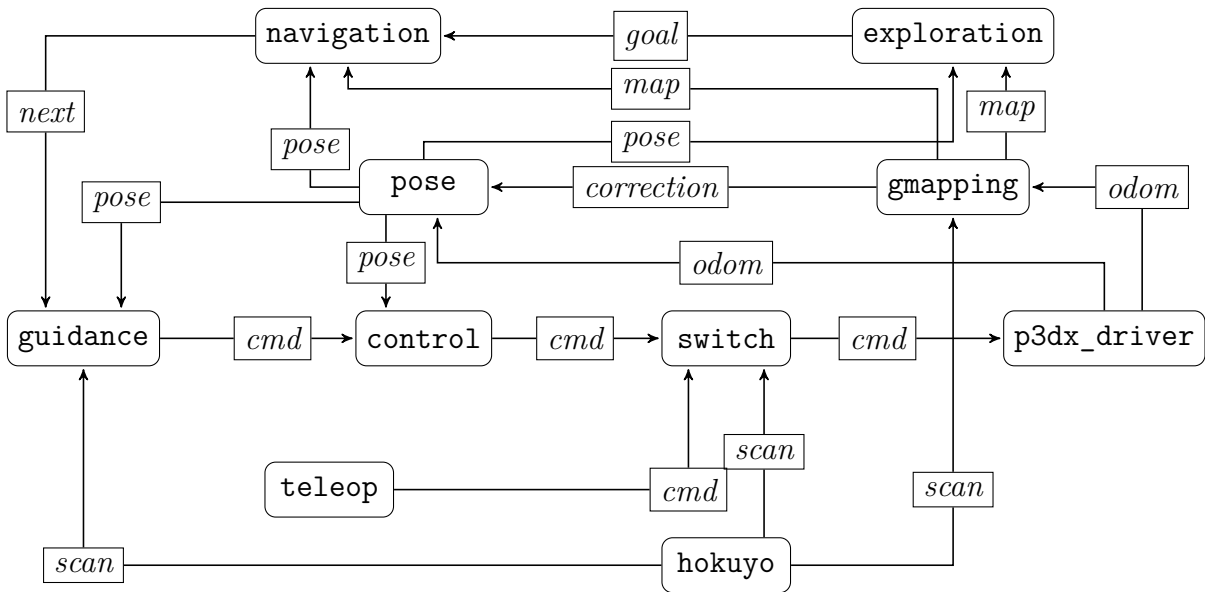 navigation
goal
exploration
map
next
map
pose
pose
pose
correction
gmapping
odom
pose
pose
odom
guidance
cmd
control
cmd
switch
cmd
p3dx_driver
scan
teleop
cmd
scan
scan
hokuyo